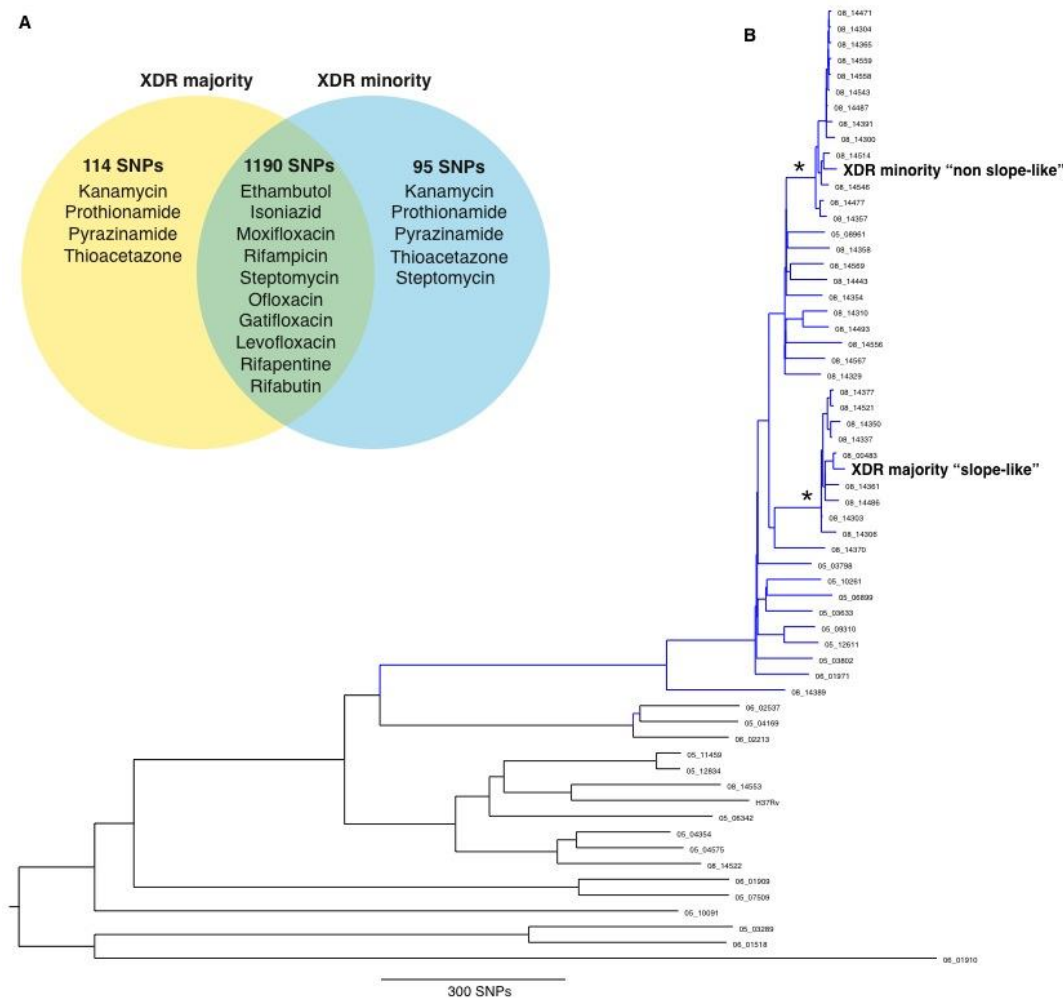 A
XDR majority
XDR minority
114 SNPs
Kanamycin
Prothionamide
Pyrazinamide
Thioacetazone
1190 SNPs
Ethambutol
Isoniazid
Moxifloxacin
Rifampicin
Steptomycin
Ofloxacin
Gatifloxacin
Levofloxacin
Rifapentine
Rifabutin
95 SNPs
Kanamycin
Prothionamide
Pyrazinamide
Thioacetazone
Steptomycin
B
08_14471
08_14304
08_14365
08_14559
08_14558
08_14543
08_14487
08_14391
08_14300
08_14514
* XDR minority “non slope-like”
08_14546
08_14477
08_14357
05_06961
08_14358
08_14569
08_14443
08_14354
08_14310
08_14493
08_14556
08_14567
08_14329
08_14377
08_14521
08_14350
08_14337
08_00483
XDR majority “slope-like”
08_14361
*
08_14486
08_14303
08_14306
08_14370
05_03798
05_10261
05_06899
05_03633
05_09310
05_12611
05_03802
06_01971
08_14389
06_02537
05_04169
06_02213
05_11459
05_12834
08_14553
H37Rv
05_06342
05_04354
05_04575
08_14522
06_01909
05_07509
05_10091
05_03289
06_01518
06_01910
300 SNPs